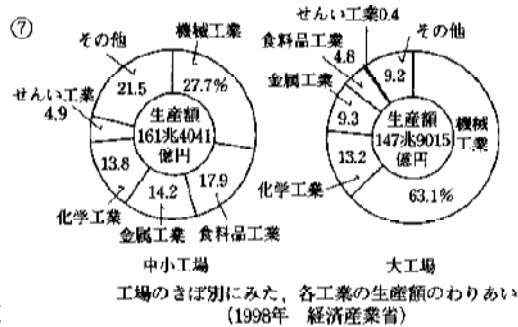 ⑦
その他
21.5
機械工業
27.7%
せんい工業
4.9
生産額
161兆4041
億円
13.8
化学工業
14.2
金属工業
17.9
食料品工業
中小工場
せんい工業0.4
食料品工業
4.8
その他
9.2
金属工業
9.3
生産額
147兆9015
億円
機械
工業
13.2
化学工業
63.1%
大工場
工場のきぼ別にみた，各工業の生産額のわりあい
(1998年 経済産業省)